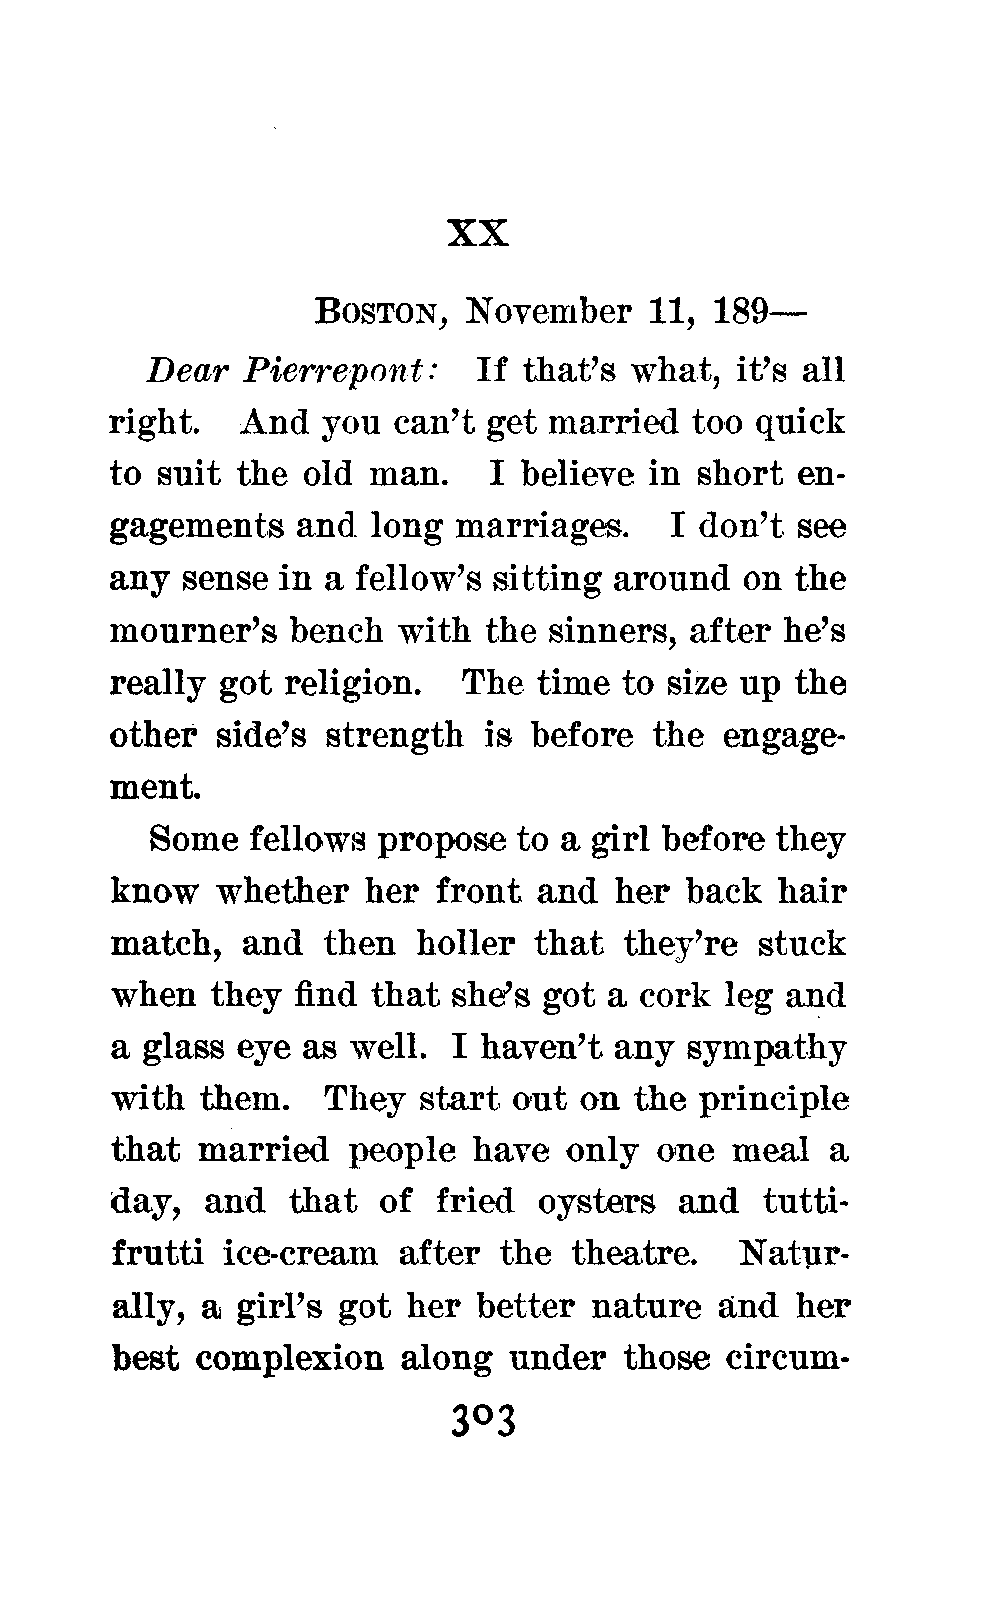 XX
BOSTON, November 11, 189—
Dear Pierrepont: If that's what, it's all
right. And you can't get married too quick
to suit the old man. I believe in short en-
gagements and long marriages. I don't see
any sense in a fellow's sitting around on the
mourner's bench with the sinners, after he's
really got religion. The time to size up the
other side's strength is before the engage-
ment.
Some fellows propose to a girl before they
know whether her front and her back hair
match, and then holler that they're stuck
when they find that she's got a cork leg and
a glass eye as well. I haven't any sympathy
with them. They start out on the principle
that married people have only one meal a
day, and that of fried oysters and tutti-
frutti ice-cream after the theatre. Natur-
ally, a girl's got her better nature and her
best complexion along under those circum-
303